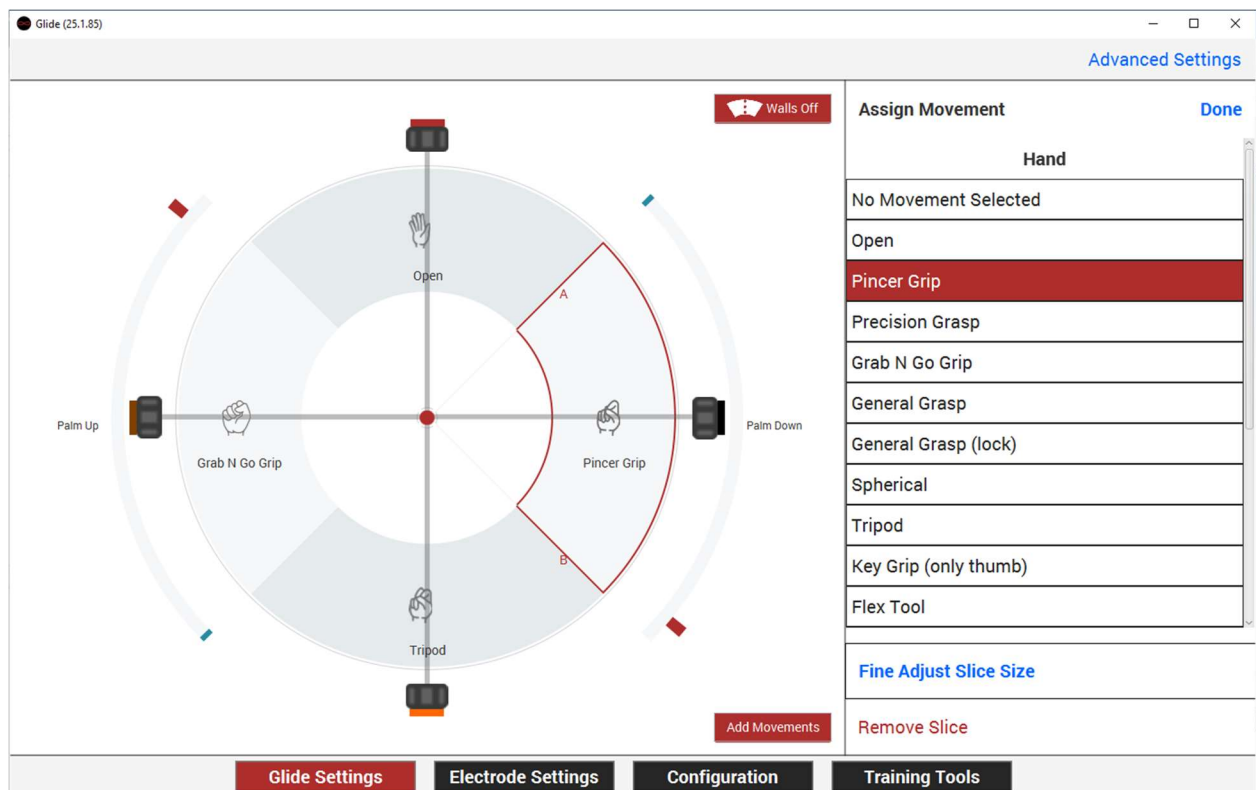 Glide (25.1.85)
Advanced Settings
Walls Off
Assign Movement
Done
Hand
No Movement Selected
Open
Pincer Grip
Precision Grasp
Grab N Go Grip
General Grasp
General Grasp (lock)
Spherical
Tripod
Key Grip (only thumb)
Flex Tool
Fine Adjust Slice Size
Remove Slice
Open
A
Palm Up
Palm Down
Grab N Go Grip
Pincer Grip
B
Tripod
Add Movements
Glide Settings
Electrode Settings
Configuration
Training Tools